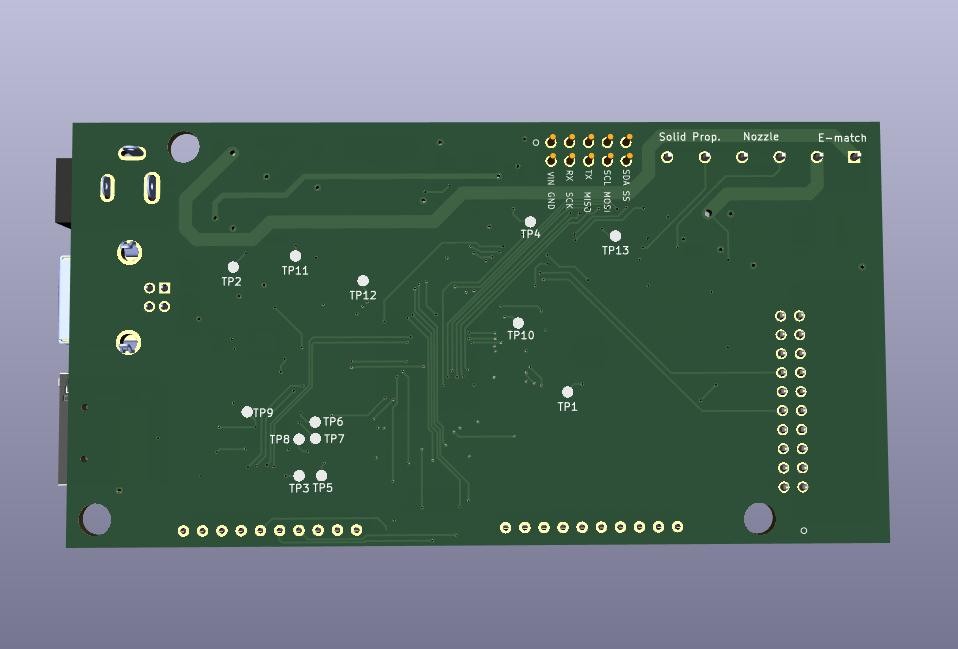 Solid Prop. Nozzle E-match
VIN GND
RX SCK
TX MISO
SCL MOSI
SDA SS
TP4
TP13
TP2
TP11
TP12
TP10
TP1
TP9
TP6
TP8
TP7
TP3
TP5